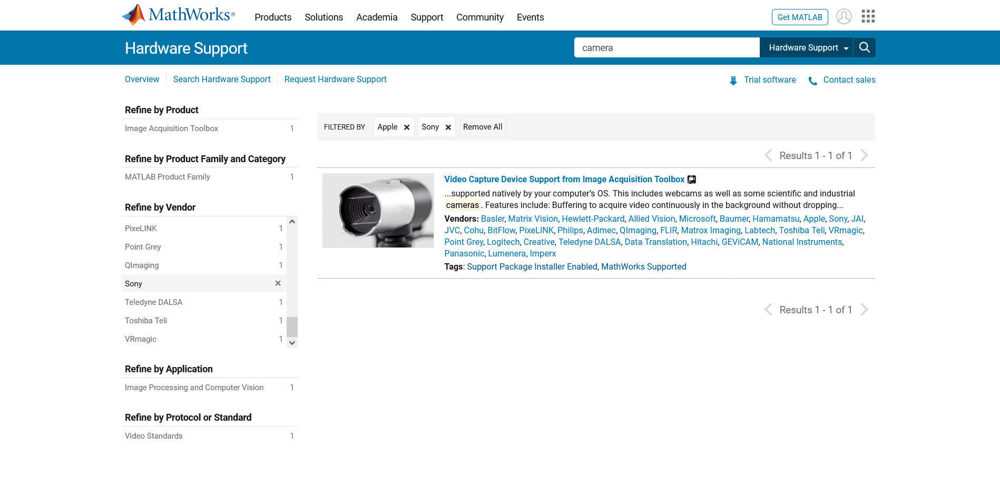 MathWorks®
Products Solutions Academia Support Community Events
Get MATLAB
Hardware Support
camera
Hardware Support
Overview
Search Hardware Support
Request Hardware Support
Trial software
Contact sales
Refine by Product
Image Acquisition Toolbox 1
Refine by Product Family and Category
MATLAB Product Family 1
Refine by Vendor
PixeLINK 1
Point Grey 1
QImaging 1
Sony
Teledyne DALSA 1
Toshiba Teli 1
VRmagic 1
Refine by Application
Image Processing and Computer Vision 1
Refine by Protocol or Standard
Video Standards 1
FILTERED BY Apple Sony Remove All
Results 1 - 1 of 1
Video Capture Device Support from Image Acquisition Toolbox
...supported natively by your computer’s OS. This includes webcams as well as some scientific and industrial
cameras . Features include: Buffering to acquire video continuously in the background without dropping...
Vendors: Basler, Matrix Vision, Hewlett-Packard, Allied Vision, Microsoft, Baumer, Hamamatsu, Apple, Sony, JAI,
JVC, Cohu, BitFlow, PixeLINK, Philips, Adimec, QImaging, FLIR, Matrox Imaging, Labtech, Toshiba Teli, VRmagic,
Point Grey, Logitech, Creative, Teledyne DALSA, Data Translation, Hitachi, GEViCAM, National Instruments,
Panasonic, Lumenera, Imperx
Tags: Support Package Installer Enabled, MathWorks Supported
Results 1 - 1 of 1